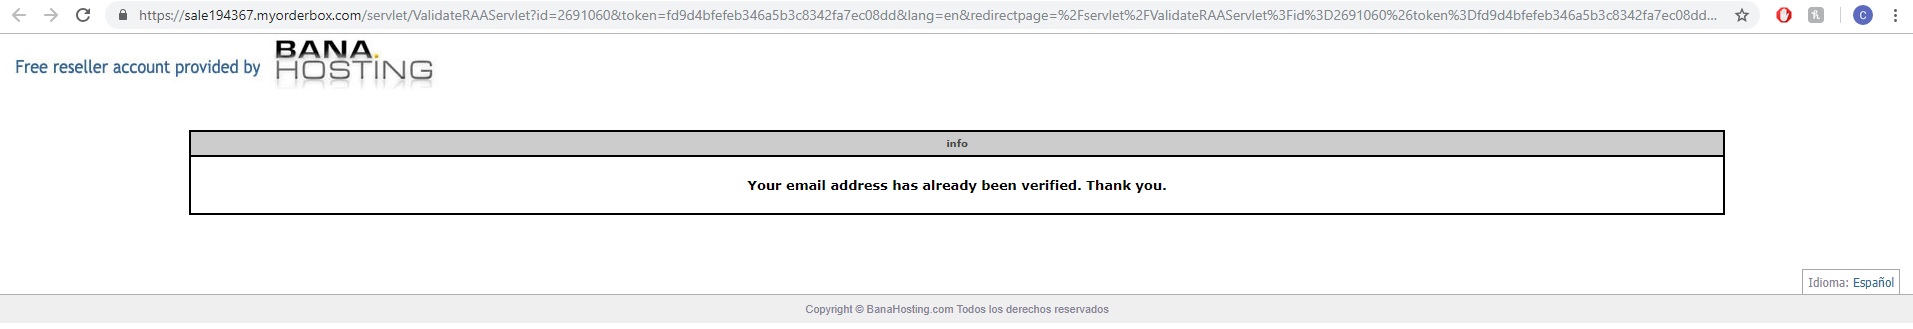 https://sale194367.myorderbox.com/servlet/ValidateRAAServlet?id=2691060&token=fd9d4bfefeb346a5b3c8342fa7ec08dd&lang=en&redirectpage=%2Fservlet%2FValidateRAAServlet%3Fid%3D2691060%26token%3Dfd9d4bfefeb346a5b3c8342fa7ec08dd...
C
Free reseller account provided by
BANA.
HOSTING
info
Your email address has already been verified. Thank you.
Idioma: Español
Copyright © BanaHosting.com Todos los derechos reservados